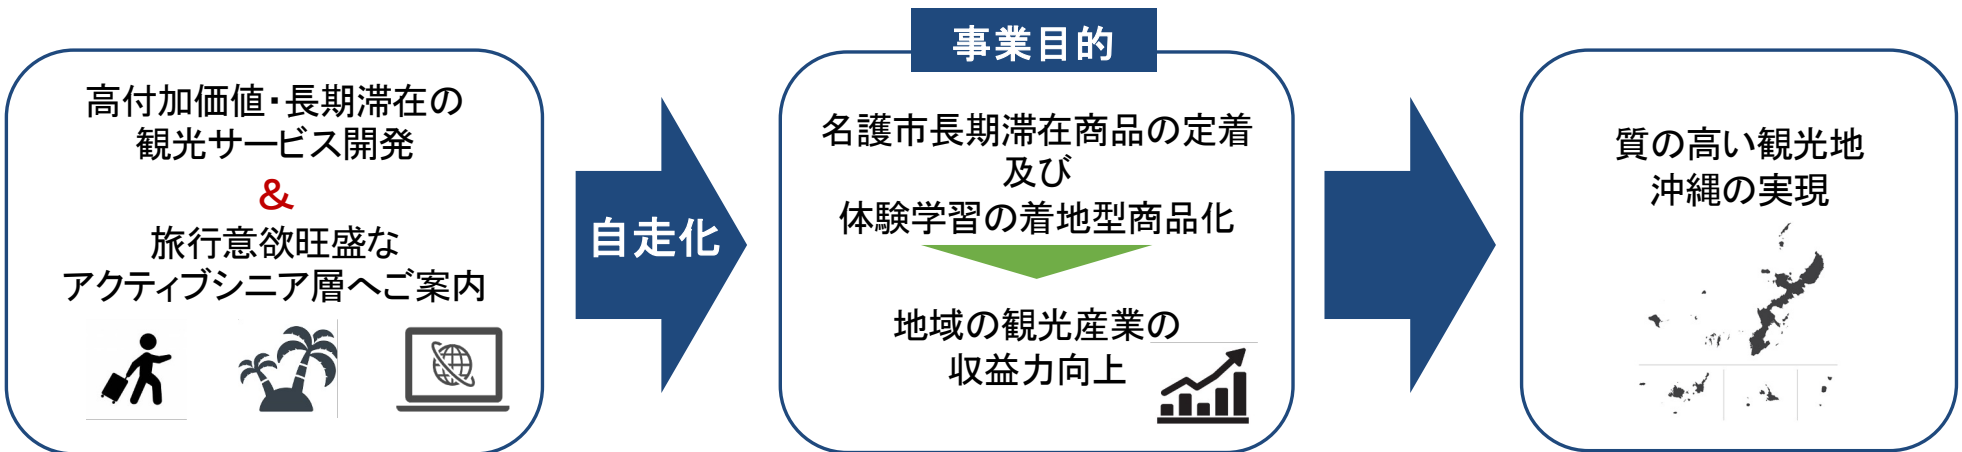 高付加価値・長期滞在の
観光サービス開発
&
旅行意欲旺盛な
アクティブシニア層へご案内
自走化
事業目的
名護市長期滞在商品の定着
及び
体験学習の着地型商品化
地域の観光産業の
収益力向上
質の高い観光地
沖縄の実現